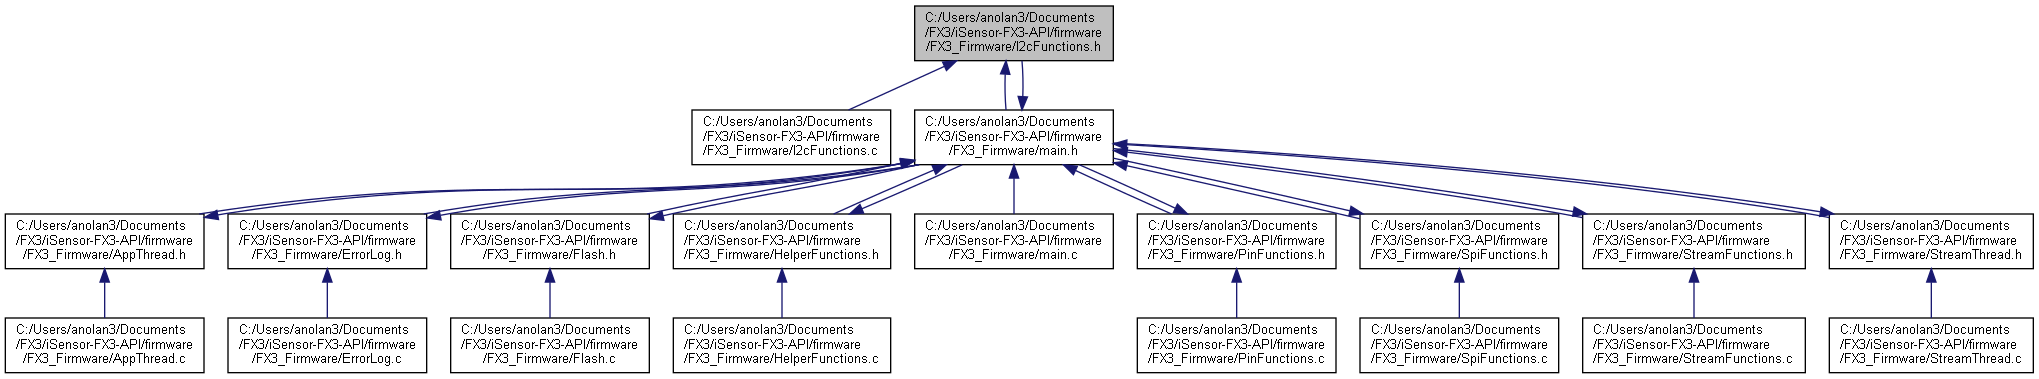 C:/Users/anolan3/Documents
/FX3/iSensor-FX3-API/firmware
/FX3_Firmware/I2cFunctions.h
C:/Users/anolan3/Documents
/FX3/iSensor-FX3-API/firmware
/FX3_Firmware/I2cFunctions.c
C:/Users/anolan3/Documents
/FX3/iSensor-FX3-API/firmware
/FX3_Firmware/main.h
C:/Users/anolan3/Documents
/FX3/iSensor-FX3-API/firmware
/FX3_Firmware/AppThread.h
C:/Users/anolan3/Documents
/FX3/iSensor-FX3-API/firmware
/FX3_Firmware/ErrorLog.h
C:/Users/anolan3/Documents
/FX3/iSensor-FX3-API/firmware
/FX3_Firmware/Flash.h
C:/Users/anolan3/Documents
/FX3/iSensor-FX3-API/firmware
/FX3_Firmware/HelperFunctions.h
C:/Users/anolan3/Documents
/FX3/iSensor-FX3-API/firmware
/FX3_Firmware/main.c
C:/Users/anolan3/Documents
/FX3/iSensor-FX3-API/firmware
/FX3_Firmware/PinFunctions.h
C:/Users/anolan3/Documents
/FX3/iSensor-FX3-API/firmware
/FX3_Firmware/SpiFunctions.h
C:/Users/anolan3/Documents
/FX3/iSensor-FX3-API/firmware
/FX3_Firmware/StreamFunctions.h
C:/Users/anolan3/Documents
/FX3/iSensor-FX3-API/firmware
/FX3_Firmware/StreamThread.h
C:/Users/anolan3/Documents
/FX3/iSensor-FX3-API/firmware
/FX3_Firmware/AppThread.c
C:/Users/anolan3/Documents
/FX3/iSensor-FX3-API/firmware
/FX3_Firmware/ErrorLog.c
C:/Users/anolan3/Documents
/FX3/iSensor-FX3-API/firmware
/FX3_Firmware/Flash.c
C:/Users/anolan3/Documents
/FX3/iSensor-FX3-API/firmware
/FX3_Firmware/HelperFunctions.c
C:/Users/anolan3/Documents
/FX3/iSensor-FX3-API/firmware
/FX3_Firmware/PinFunctions.c
C:/Users/anolan3/Documents
/FX3/iSensor-FX3-API/firmware
/FX3_Firmware/SpiFunctions.c
C:/Users/anolan3/Documents
/FX3/iSensor-FX3-API/firmware
/FX3_Firmware/StreamFunctions.c
C:/Users/anolan3/Documents
/FX3/iSensor-FX3-API/firmware
/FX3_Firmware/StreamThread.c